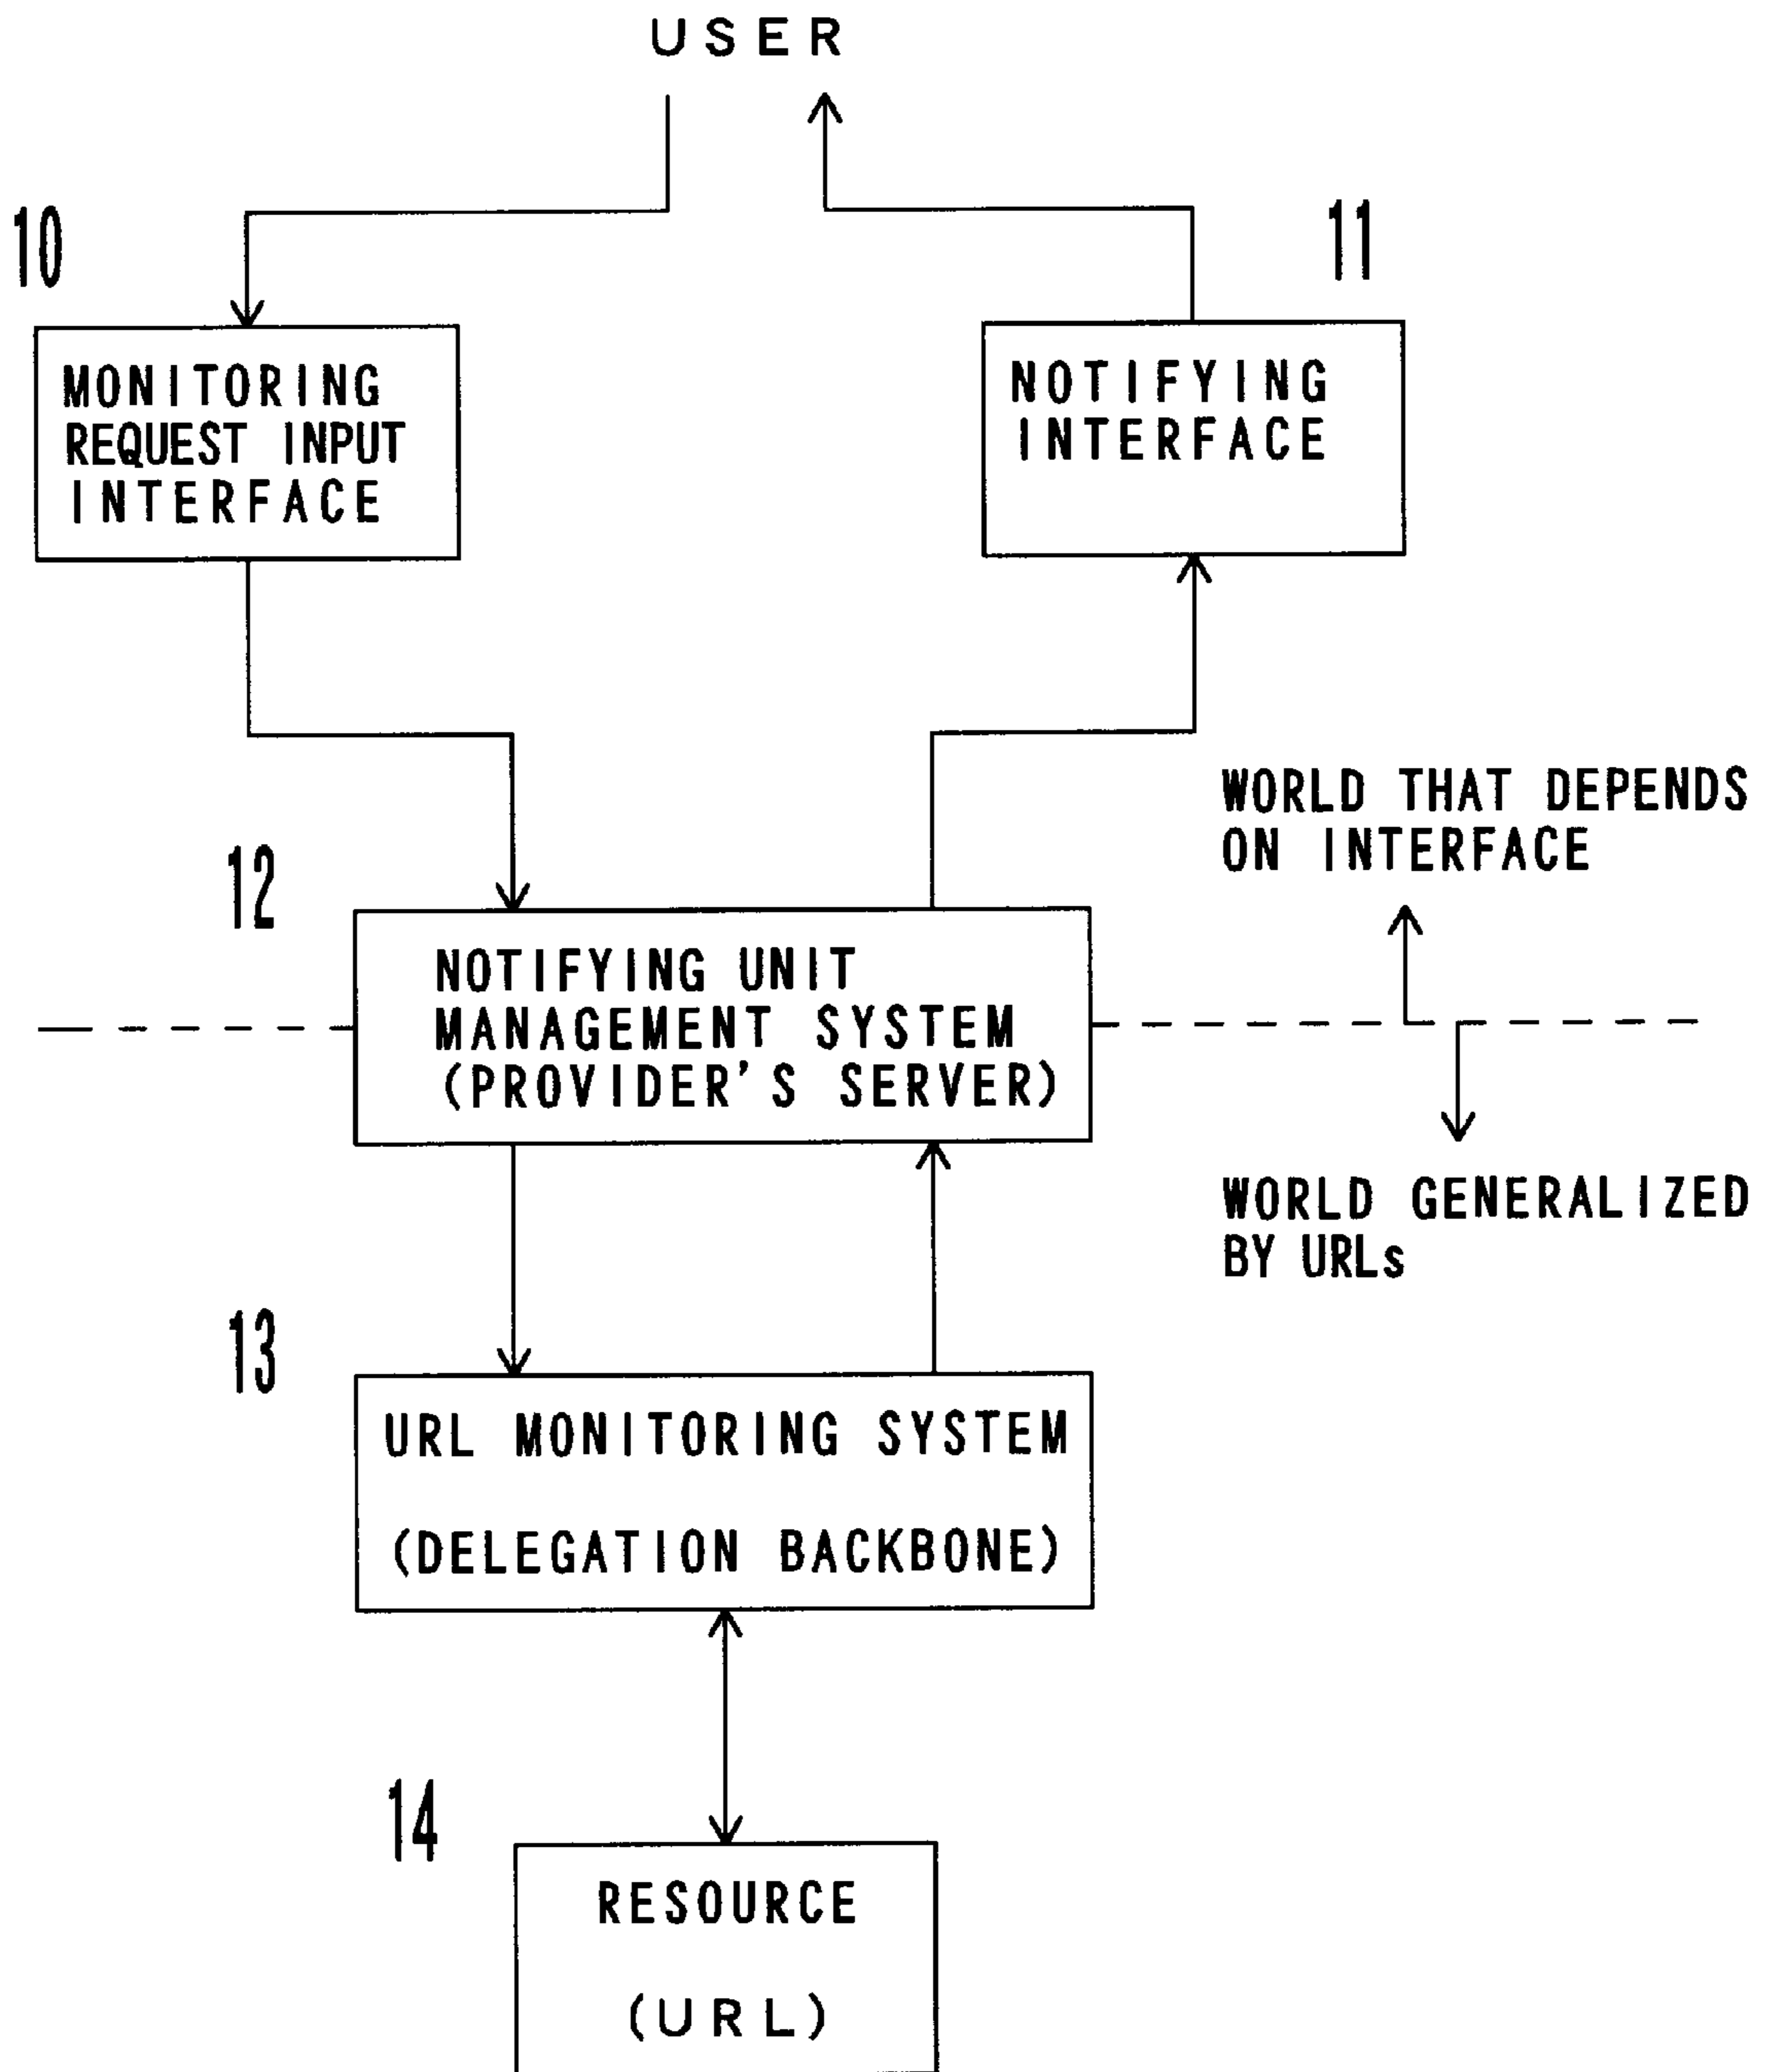 USER
10
11
MONITORING
REQUEST INPUT
INTERFACE
NOTIFYING
INTERFACE
WORLD THAT DEPENDS
ON INTERFACE
12
NOTIFYING UNIT
MANAGEMENT SYSTEM
(PROVIDER'S SERVER)
WORLD GENERALIZED
BY URLs
13
URL MONITORING SYSTEM
(DELEGATION BACKBONE)
14
RESOURCE
(URL)